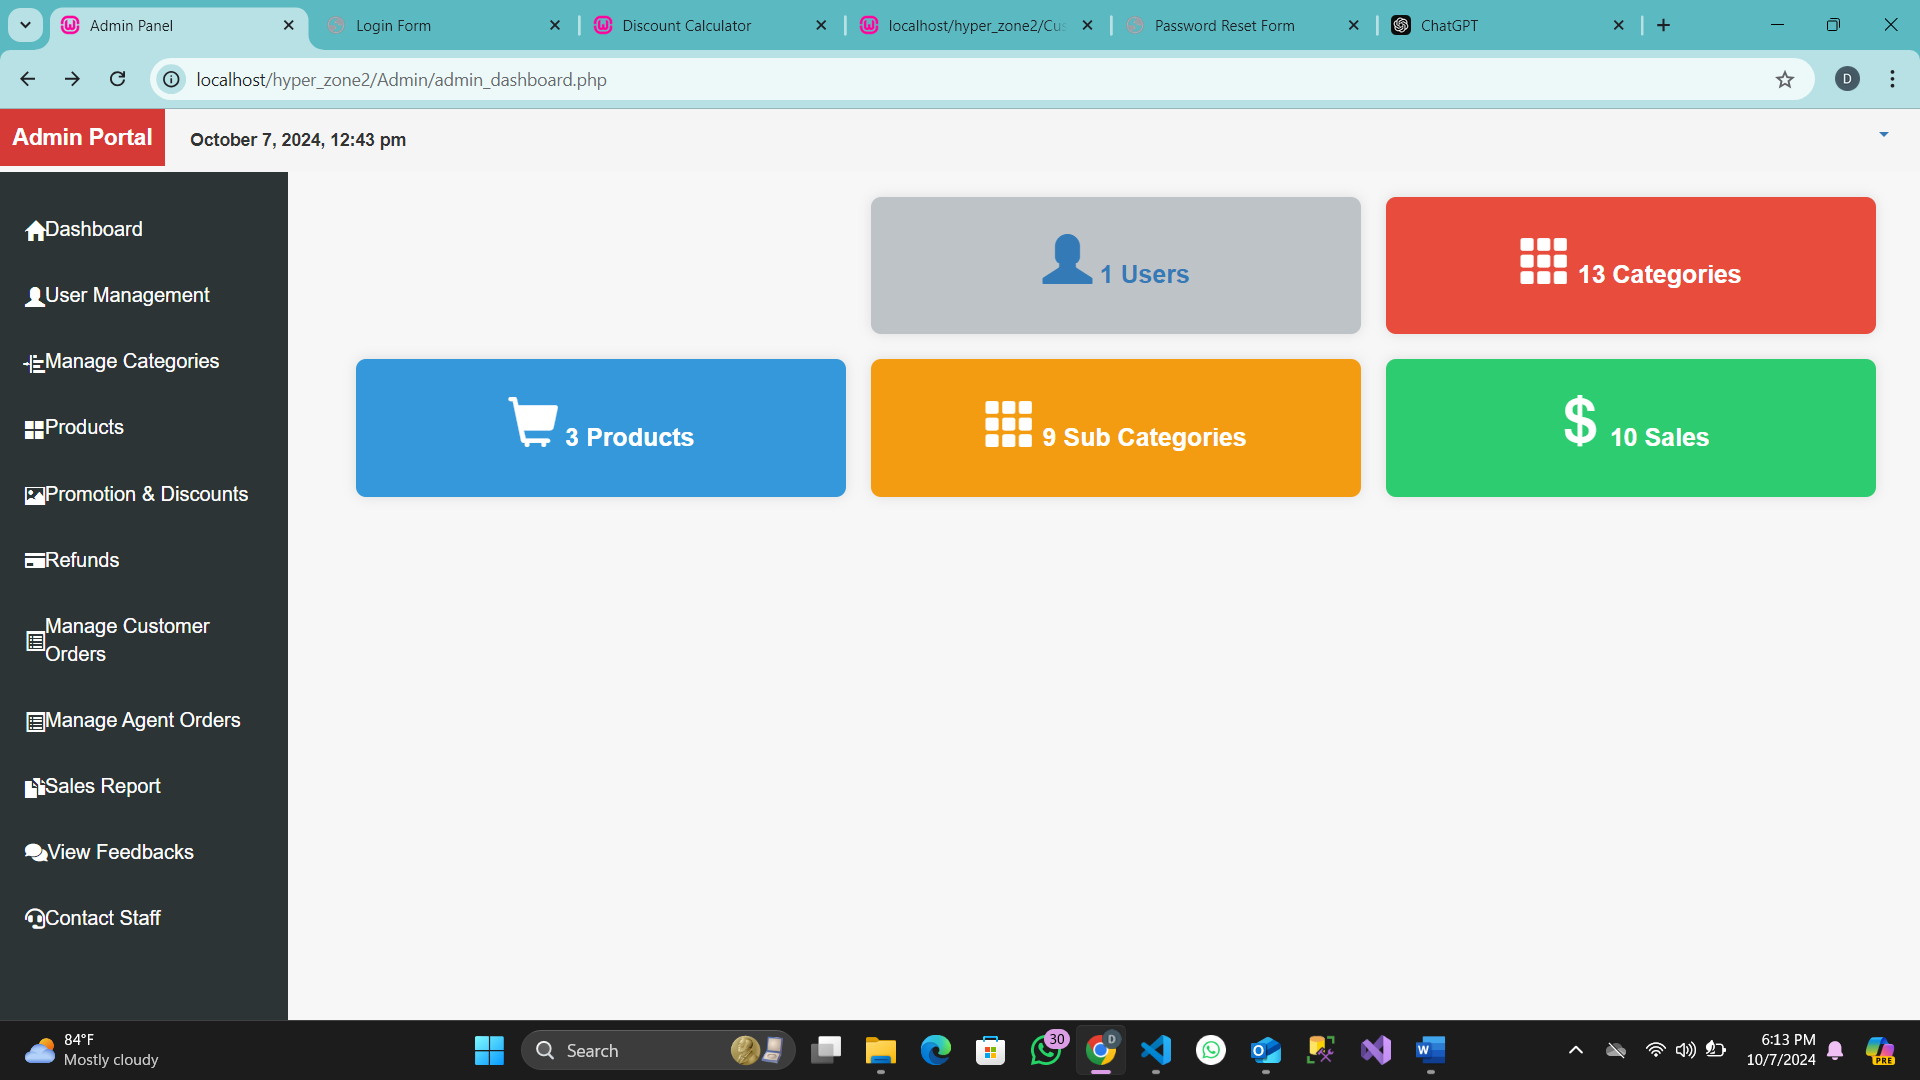 Admin Panel
Login Form
Discount Calculator
localhost/hyper_zone2/Cus
Password Reset Form
ChatGPT
localhost/hyper_zone2/Admin/admin_dashboard.php
D
Admin Portal
October 7, 2024, 12:43 pm
Dashboard
User Management
Manage Categories
Products
Promotion & Discounts
Refunds
Manage Customer
Orders
Manage Agent Orders
Sales Report
View Feedbacks
Contact Staff
1 Users
13 Categories
3 Products
9 Sub Categories
$ 10 Sales
84°F
Mostly cloudy
Search
30
D
6:13 PM
10/7/2024
PRE